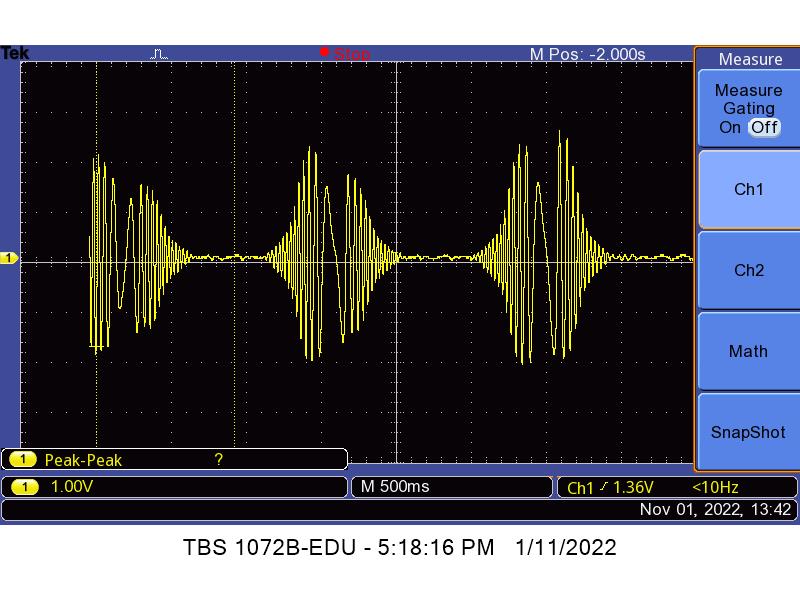 Tek Stop M Pos: -2.000s
Measure
Measure
Gating
On Off
Ch1
Ch2
Math
SnapShot
1
1 Peak-Peak ?
1 1.00V M 500ms Ch1 1.36V <10Hz
Nov 01, 2022, 13:42
TBS 1072B-EDU - 5:18:16 PM 1/11/2022